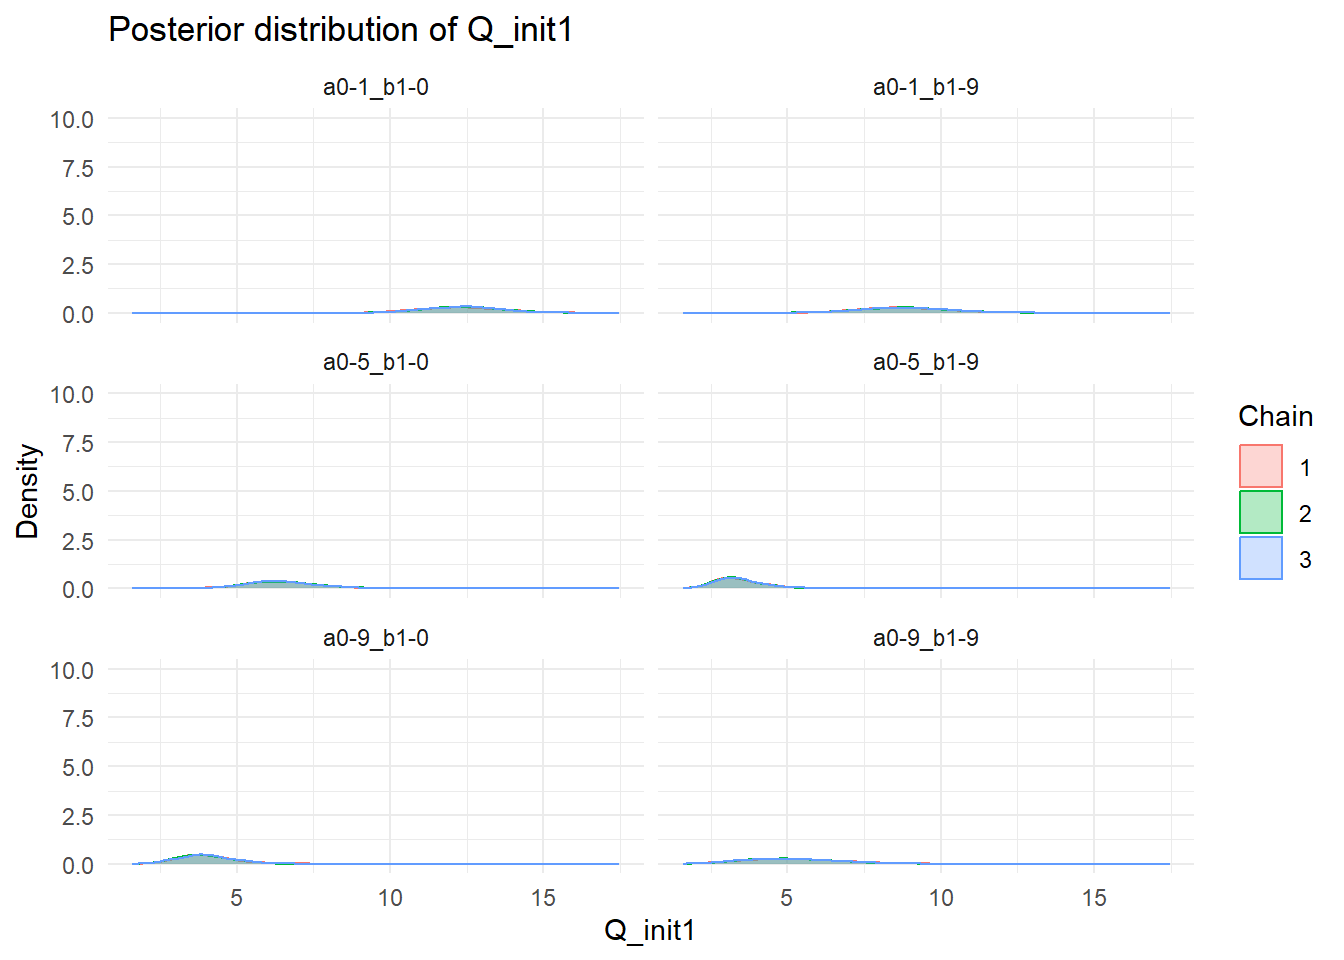 Posterior distribution of Q_init1
a0-1_b1-0
a0-1_b1-9
10.0
7.5
5.0
2.5
0.0
a0-5_b1-0
a0-5_b1-9
10.0
7.5
5.0
2.5
0.0
a0-9_b1-0
a0-9_b1-9
10.0
7.5
5.0
2.5
0.0
5 10 15
5 10 15
Q_init1
Density
Chain
1
2
3